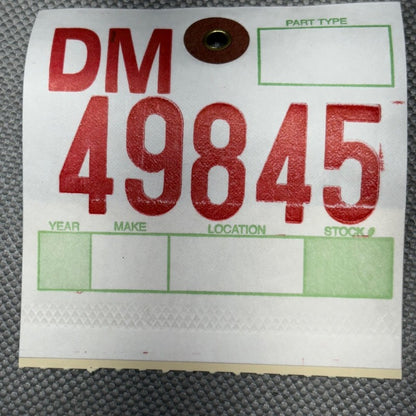 PART TYPE
DM
49845
YEAR MAKE LOCATION STOCK #